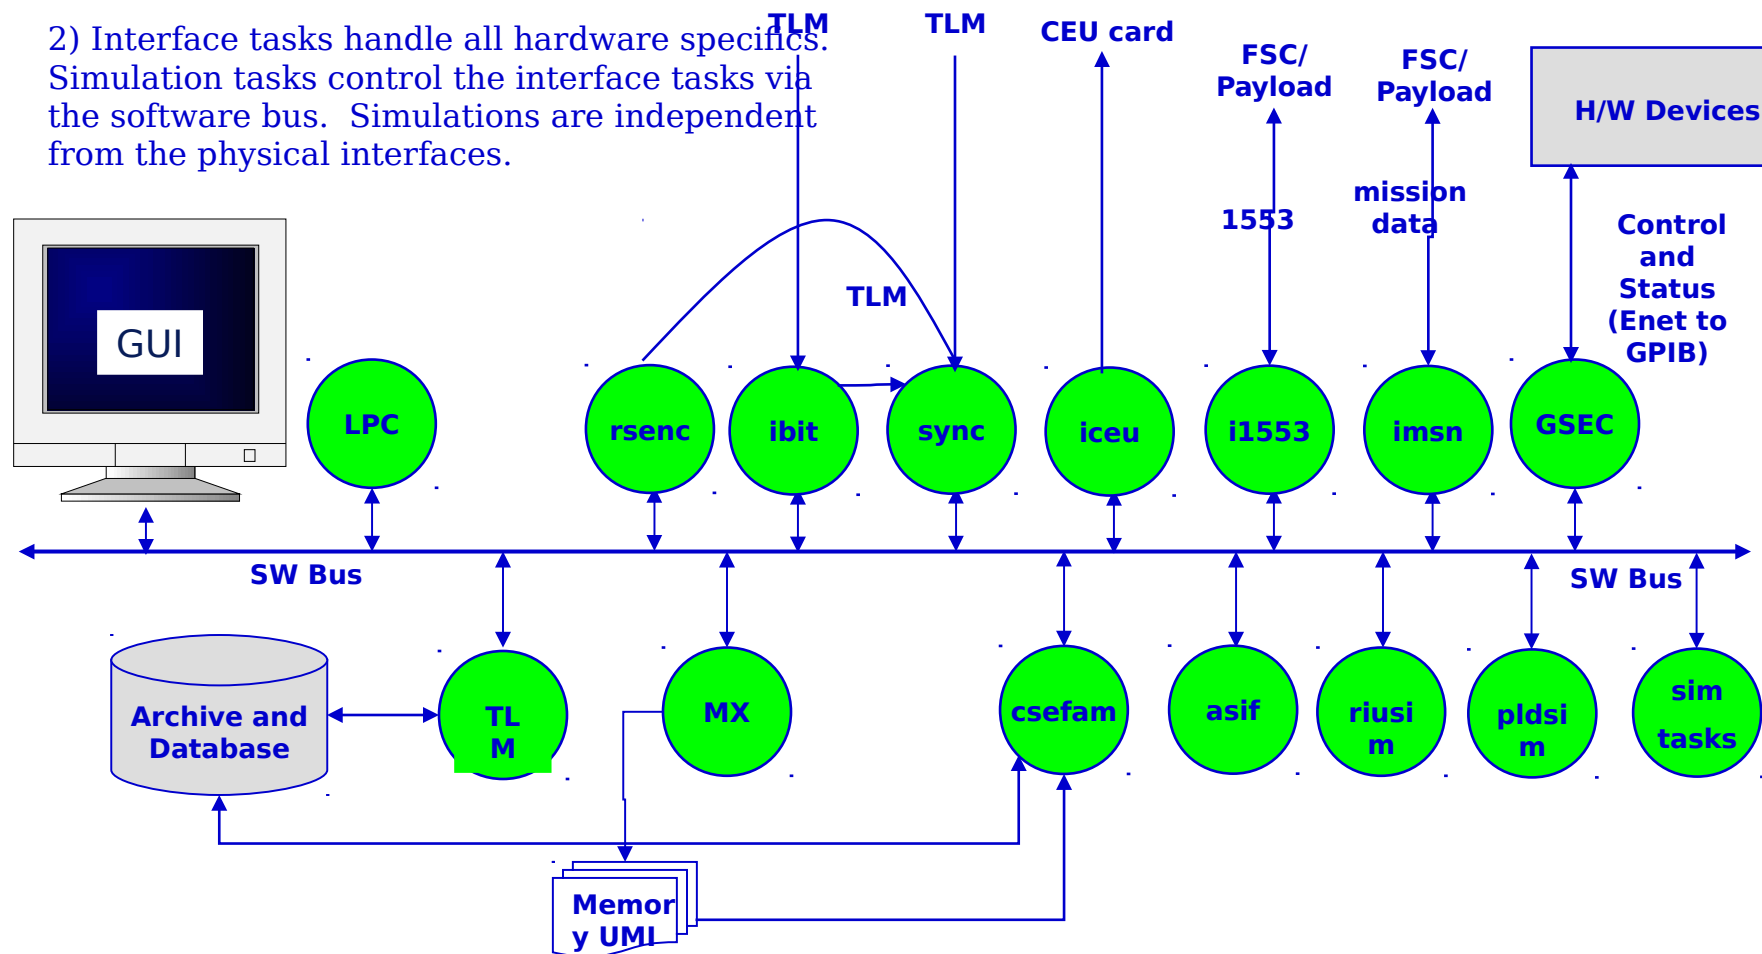 2) Interface tasks handle all hardware specifics.
Simulation tasks control the interface tasks via
the software bus.  Simulations are independent
from the physical interfaces.
TLM
TLM
CEU card
FSC/
Payload
FSC/
Payload
H/W Devices
1553
mission
data
Control
and
Status
(Enet to
GPIB)
TLM
GUI
LPC
rsenc
ibit
sync
iceu
i1553
imsn
GSEC
SW Bus
SW Bus
Archive and
Database
TL
M
MX
csefam
asif
riusi
m
pldsi
m
sim
tasks
Memor
y UMI